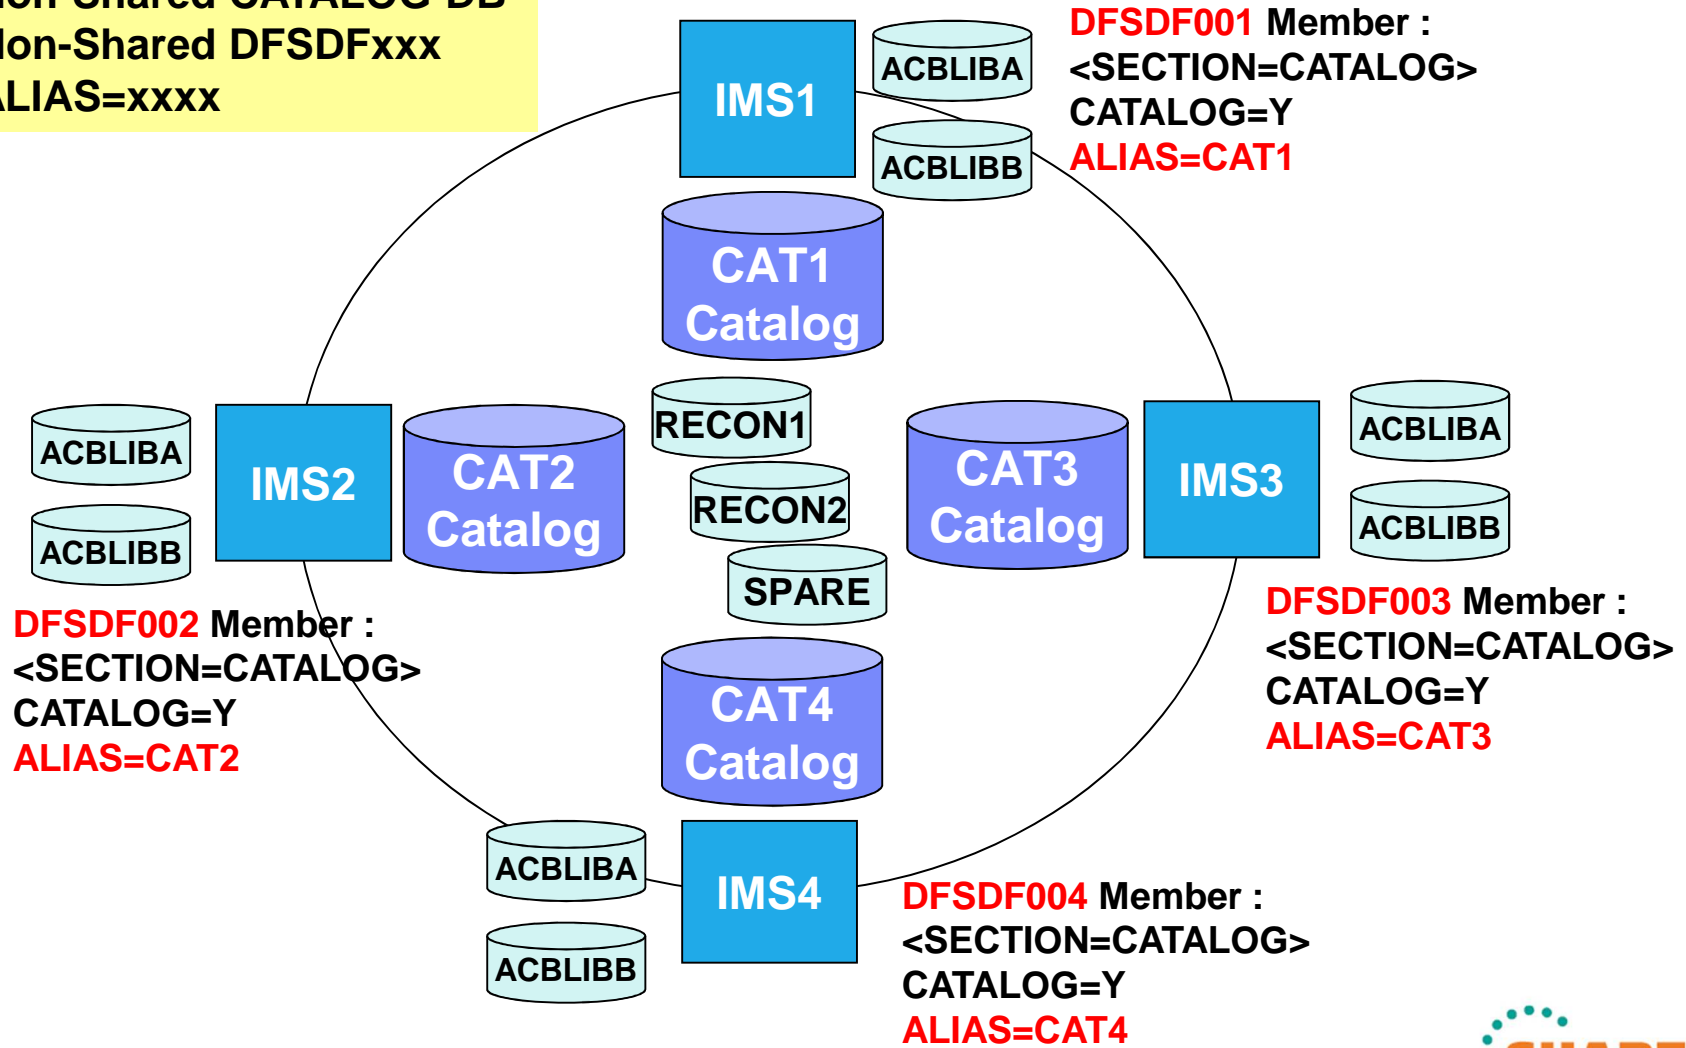 Non-Shared DFSDFxxx
ALIAS=xxxx
IMS1
ACBLIBA
ACBLIBB
DFSDF001 Member :
<SECTION=CATALOG>
CATALOG=Y
ALIAS=CAT1
CAT1
Catalog
RECON1
RECON2
SPARE
ACBLIBA
ACBLIBB
IMS2
CAT2
Catalog
DFSDF002 Member :
<SECTION=CATALOG>
CATALOG=Y
ALIAS=CAT2
CAT3
Catalog
IMS3
ACBLIBA
ACBLIBB
DFSDF003 Member :
<SECTION=CATALOG>
CATALOG=Y
ALIAS=CAT3
CAT4
Catalog
ACBLIBA
ACBLIBB
IMS4
DFSDF004 Member :
<SECTION=CATALOG>
CATALOG=Y
ALIAS=CAT4